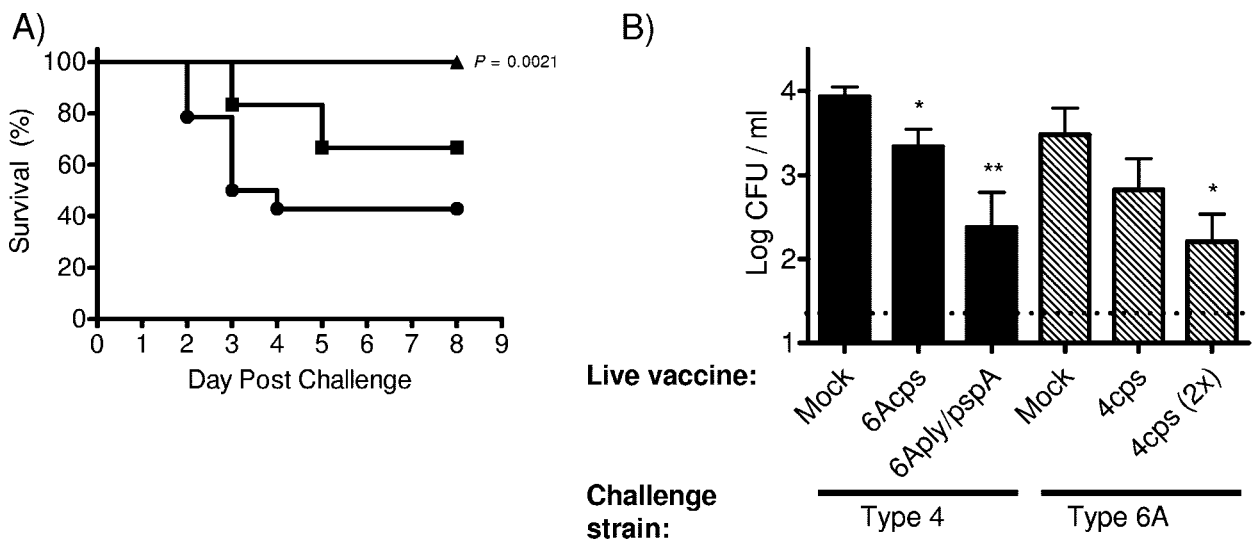 A)
100
80
60
40
20
0
Survival (%)
P = 0.0021
0 1 2 3 4 5 6 7 8 9
Day Post Challenge
B)
4
3
2
1
Log CFU / ml
*
**
*
Live vaccine:
Mock
6Acps
6Aply/pspA
Mock
4cps
4cps (2x)
Challenge
strain:
Type 4
Type 6A